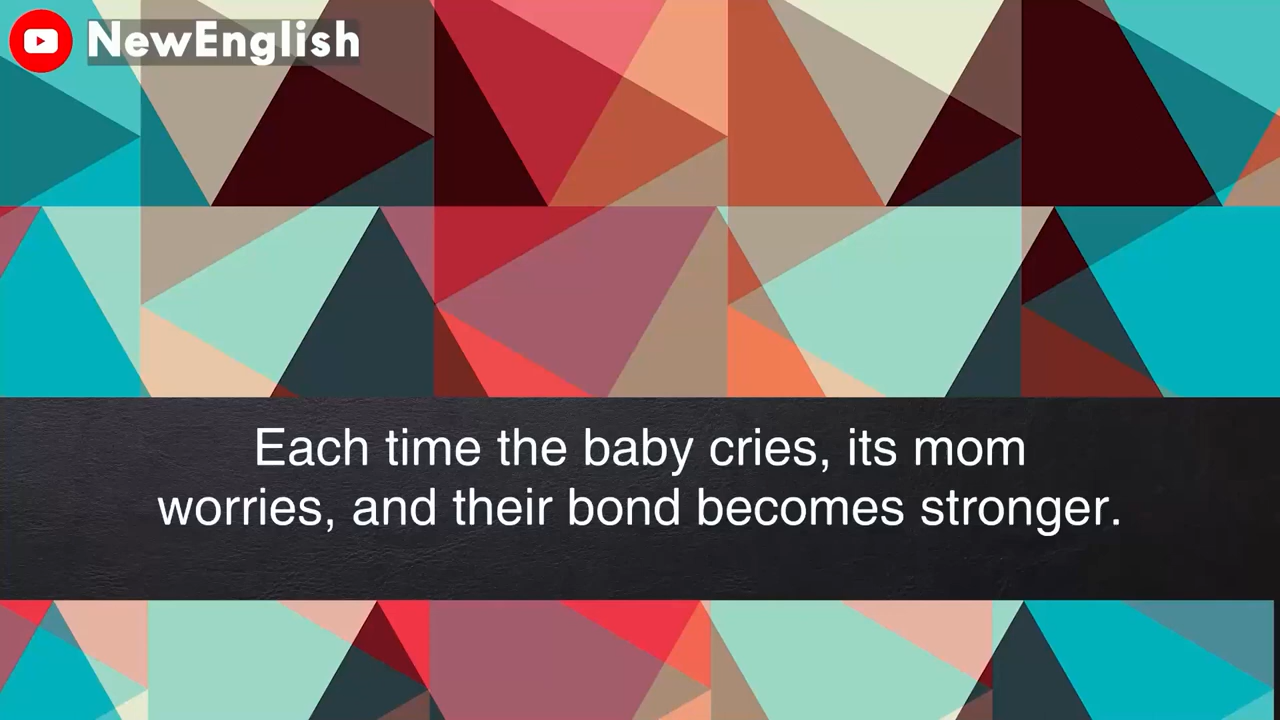 NewEnglish
Each time the baby cries, its mom
worries, and their bond becomes stronger.